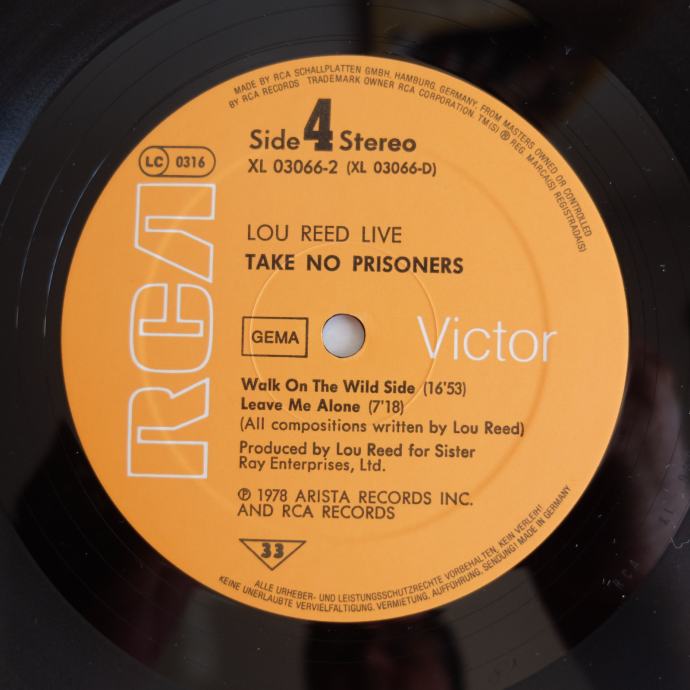 MADE BY RCA SCHALLPLATTEN GMBH, HAMBURG, GERMANY, FROM MASTERS OWNED OR CONTROLLED
BY RCA RECORDS TRADEMARK OWNER RCA CORPORATION. TM(S) ® REG. MARCA(S) REGISTRADA(S)
Side 4 Stereo
LC 0316
XL 03066-2 (XL 03066-D)
RCA
LOU REED LIVE
TAKE NO PRISONERS
GEMA
Victor
Walk On The Wild Side (16'53)
Leave Me Alone (7'18)
(All compositions written by Lou Reed)
Produced by Lou Reed for Sister
Ray Enterprises, Ltd.
℗ 1978 ARISTA RECORDS INC.
AND RCA RECORDS
33
ALLE URHEBER- UND LEISTUNGSSCHUTZRECHTE VORBEHALTEN, KEIN VERLEIH!
KEINE UNERLAUBTE VERVIELFÄLTIGUNG, VERMIETUNG, AUFFÜHRUNG, SENDUNG! MADE IN GERMANY